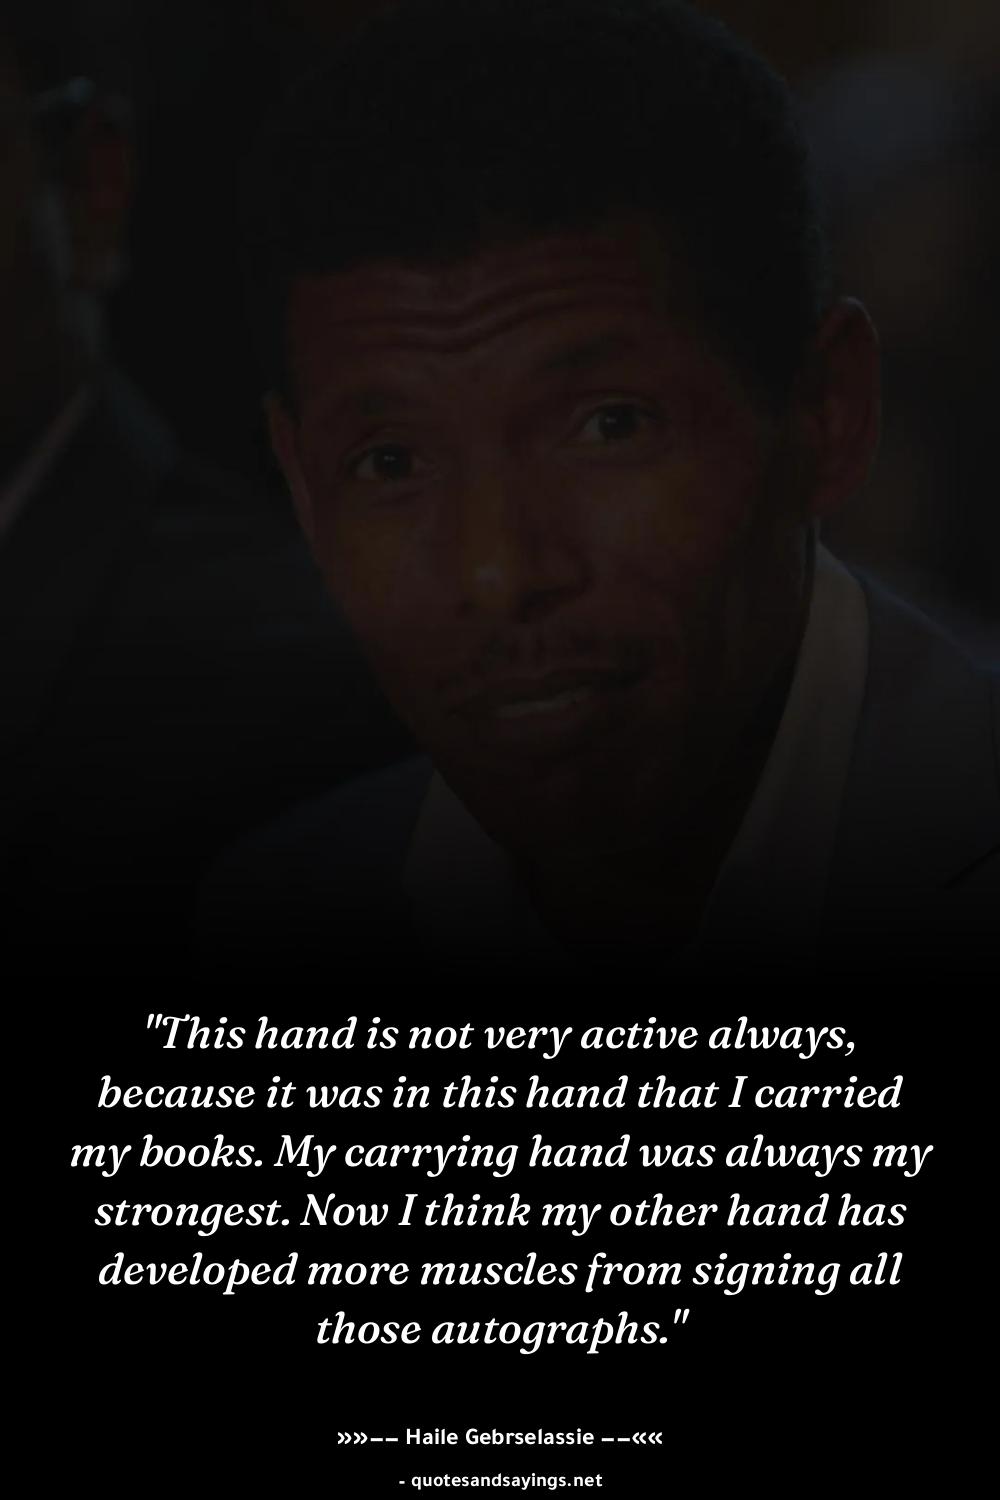 "This hand is not very active always,
because it was in this hand that I carried
my books. My carrying hand was always my
strongest. Now I think my other hand has
developed more muscles from signing all
those autographs."
»»–– Haile Gebrselassie ––««
- quotesandsayings.net